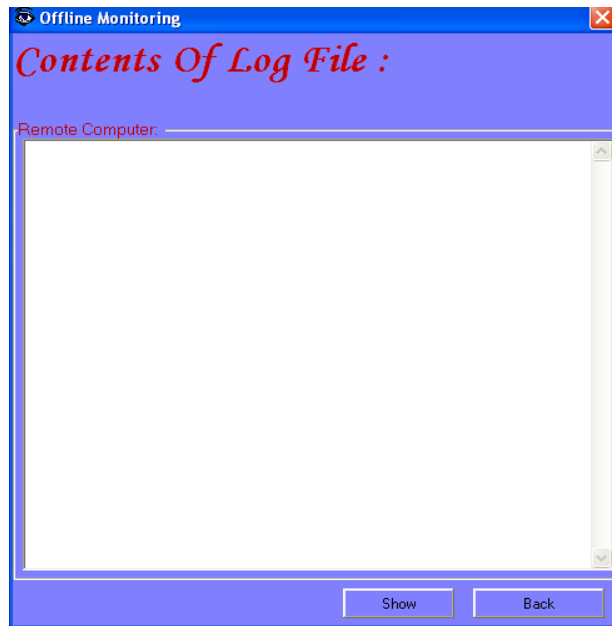 Offline Monitoring
Contents Of Log File :
Remote Computer:
Show
Back